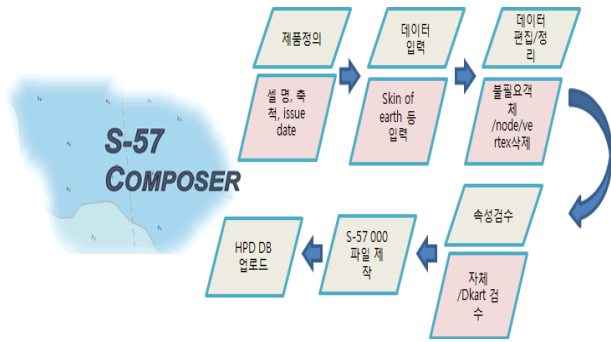 S-57
COMPOSER
제품정의
셀 명, 축
척, issue
date
데이터
입력
Skin of
earth 등
입력
데이터
편집/정
리
불필요객
체
/node/ve
rtex삭제
속성검수
자체
/Dkart 검
수
S-57 000
파일 제
작
HPD DB
업로드